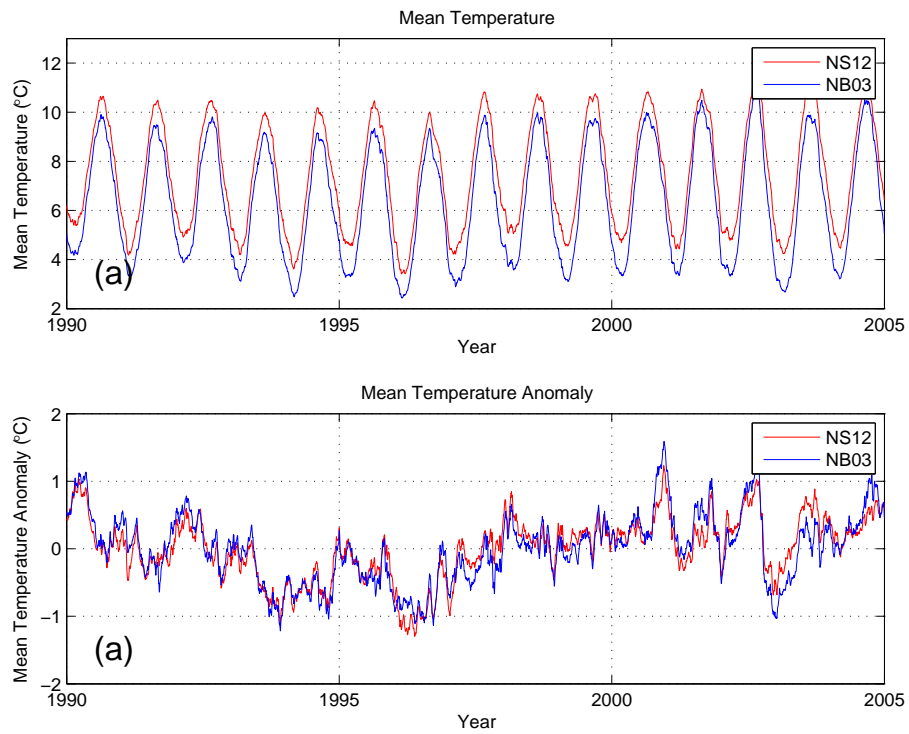 Mean Temperature
Mean Temperature (°C)
12
10
8
6
4
2
NS12
NB03
(a)
1990
1995
2000
2005
Year
Mean Temperature Anomaly
Mean Temperature Anomaly (°C)
2
1
0
−1
−2
NS12
NB03
(a)
1990
1995
2000
2005
Year